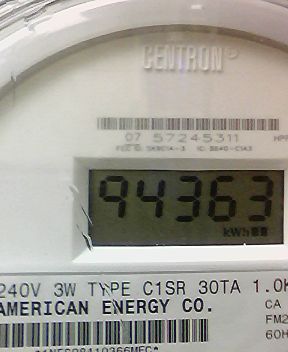 CENTRON®
07 57245311
94363
kWh
240V 3W TYPE C1SR 30TA 1.0K
AMERICAN ENERGY CO.
CA
FM2
60H